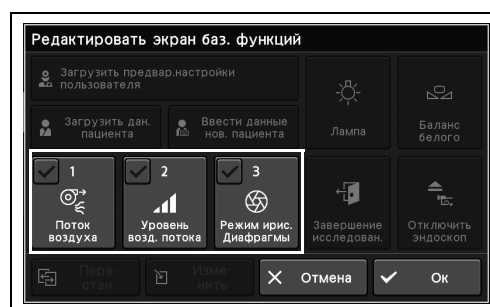 Редактировать экран баз. функций
Загрузить предвар.настройки
пользователя
Загрузить дан.
пациента
Ввести данные
нов. пациента
Лампа
Баланс
белого
1
Поток
воздуха
2
Уровень
возд. потока
3
Режим ирис.
Диафрагмы
Завершение
исследован.
Отключить
эндоскоп
Пере-
стан.
Изме-
нить
Отмена
Ок